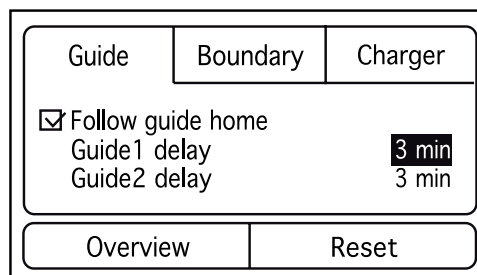 Guide Boundary Charger
Follow guide home
Guide1 delay 3 min
Guide2 delay 3 min
Overview Reset